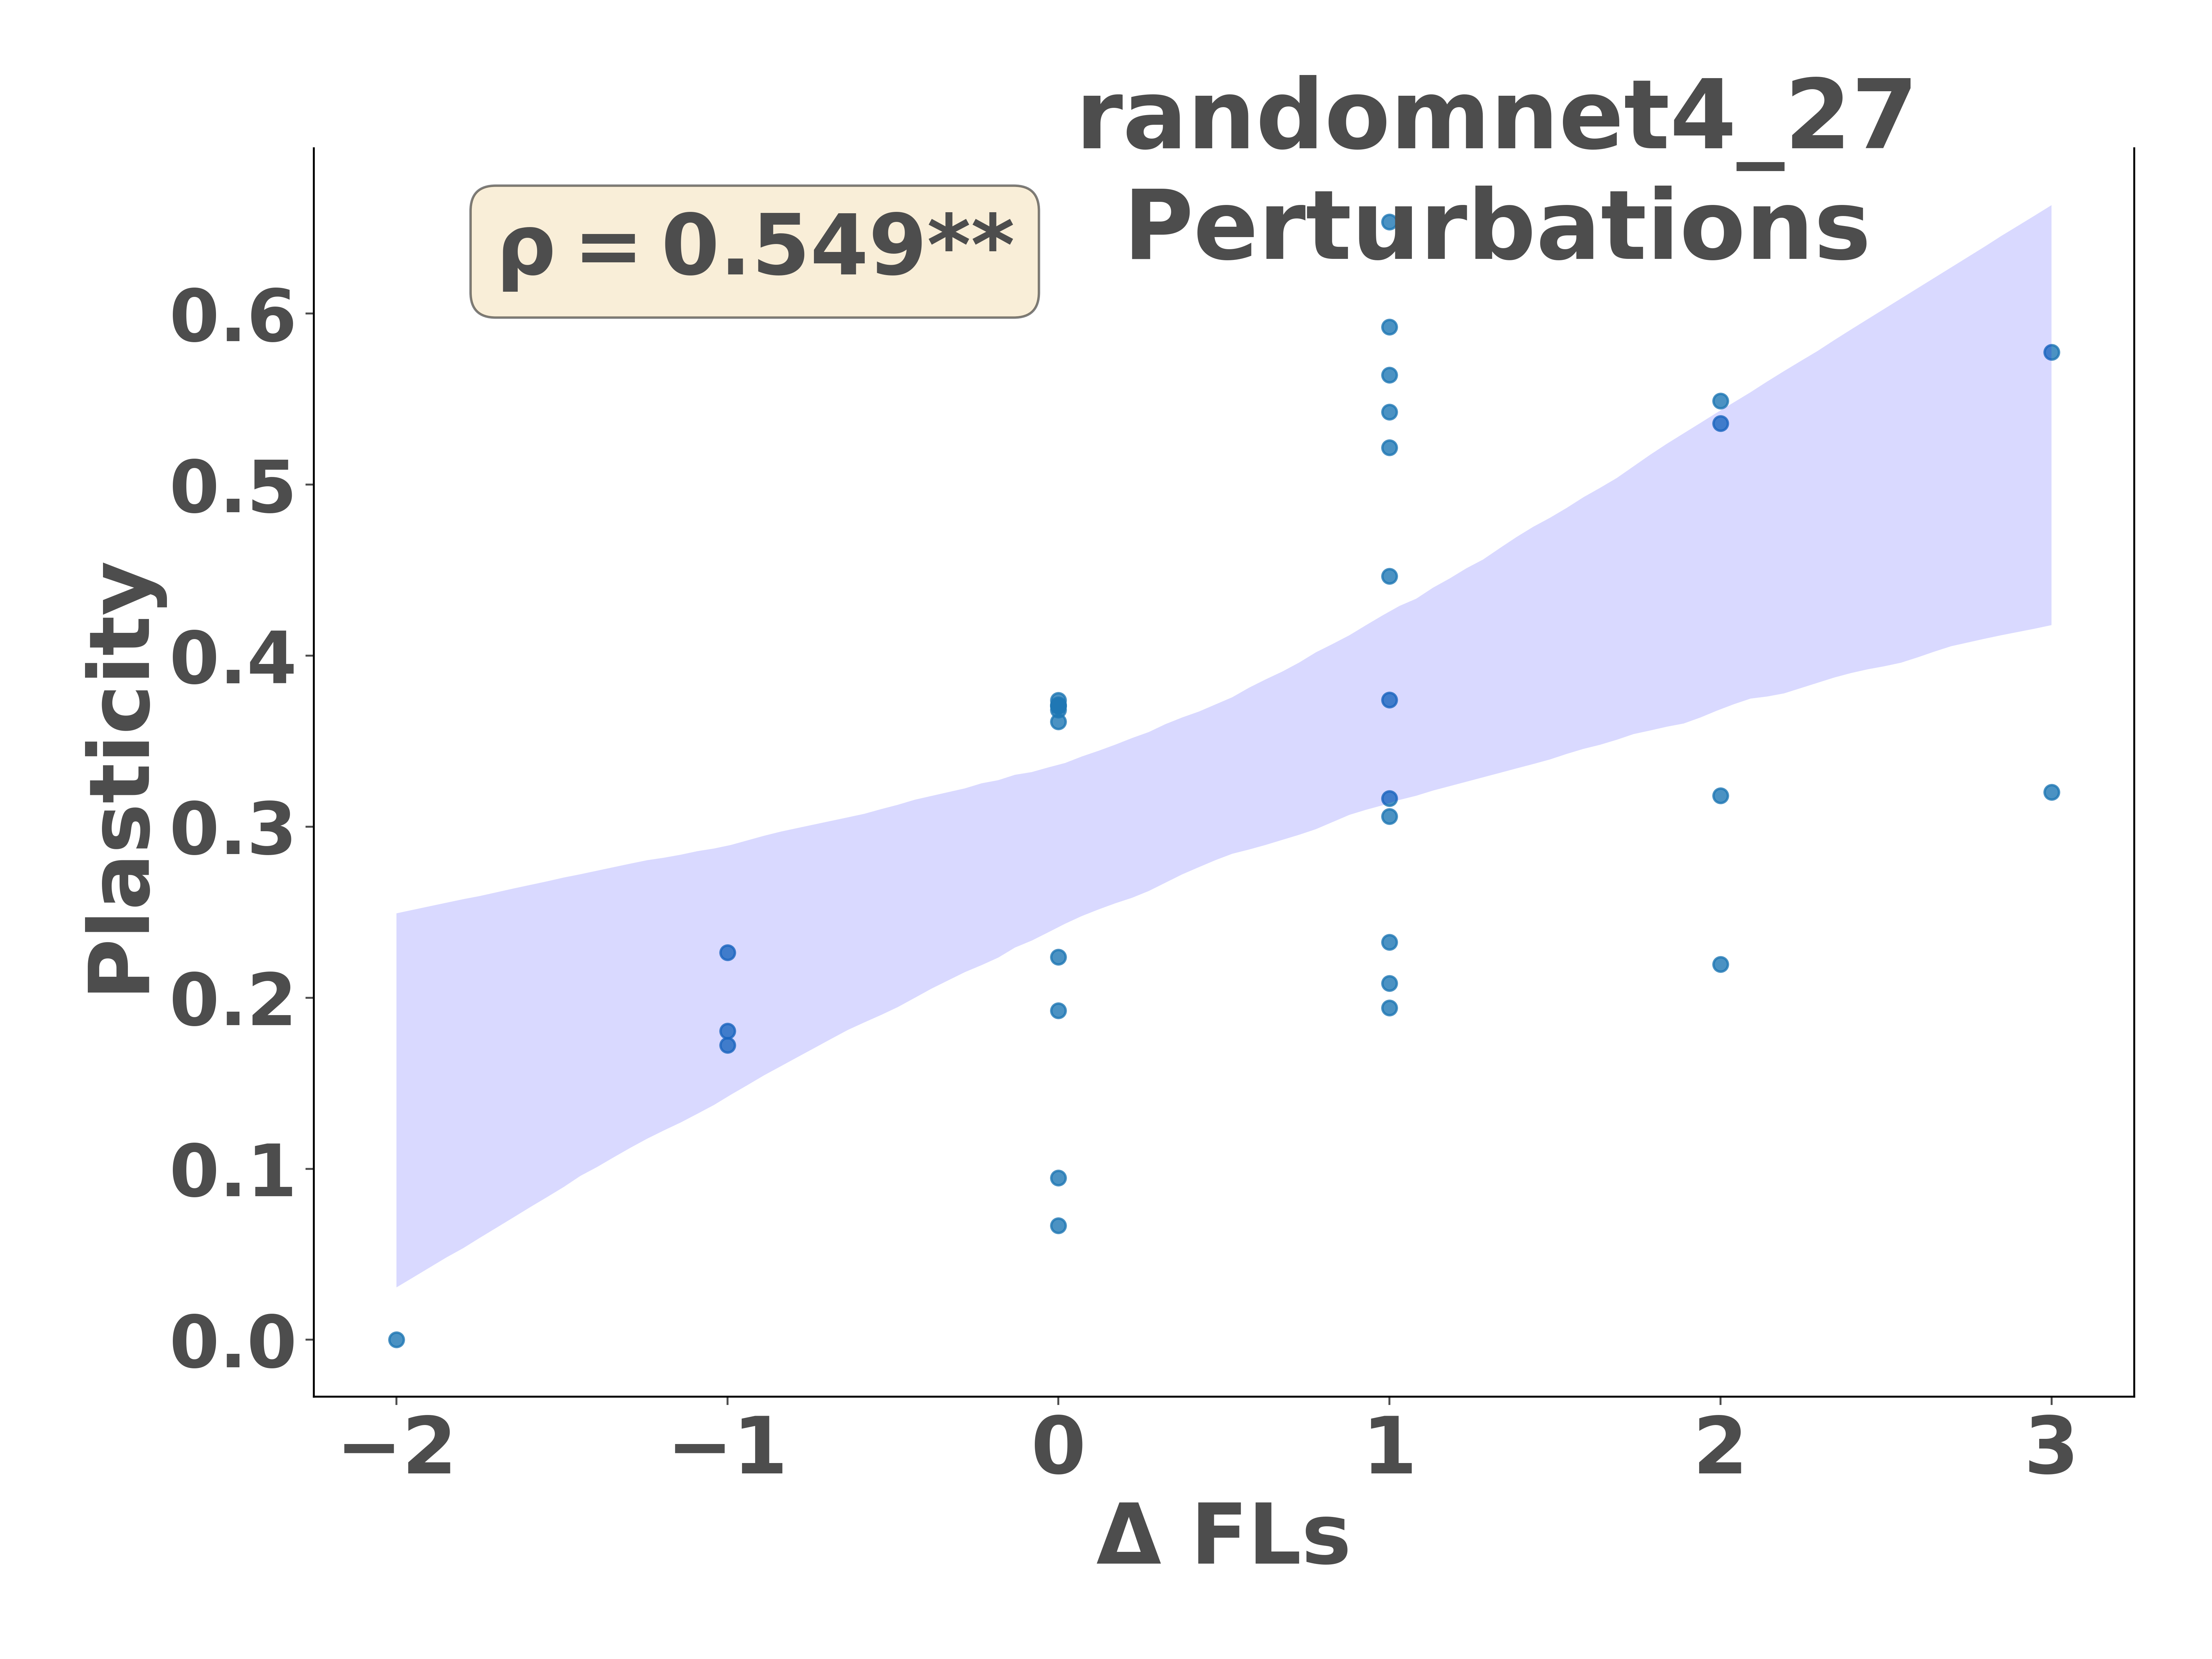 randomnet4_27
Perturbations
ρ = 0.549**
Plasticity
0.6
0.5
0.4
0.3
0.2
0.1
0.0
−2 −1 0 1 2 3
Δ FLs